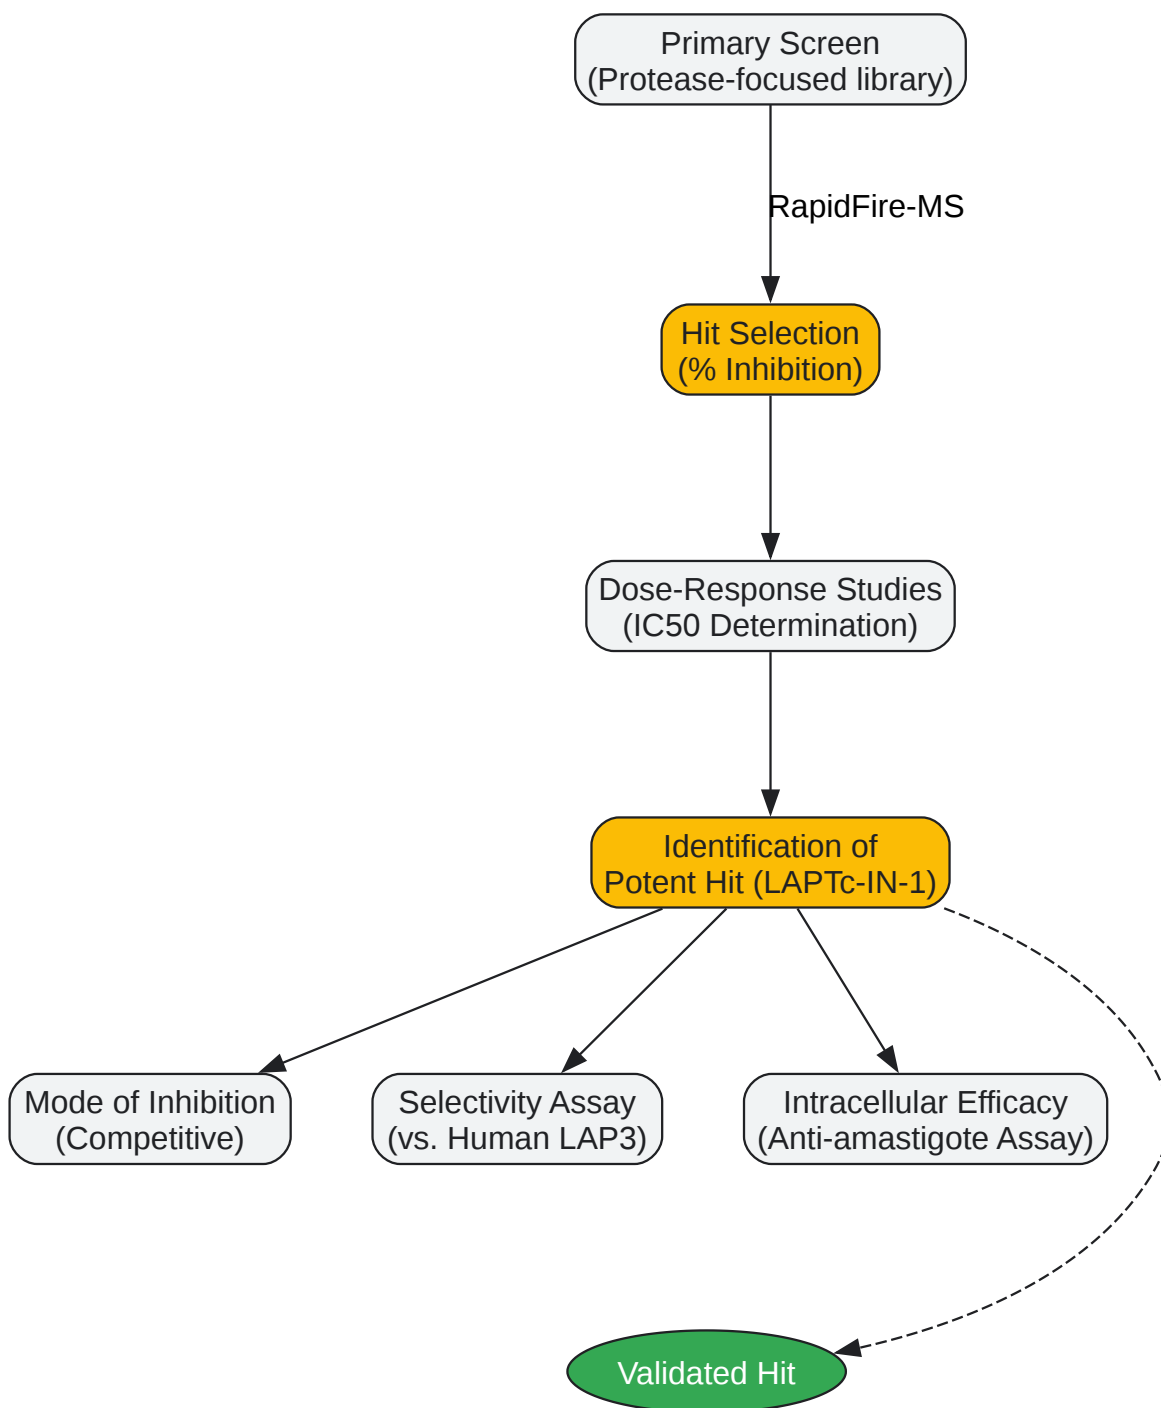 Primary Screen
(Protease-focused library)
RapidFire-MS
Hit Selection
(% Inhibition)
Dose-Response Studies
(IC50 Determination)
Identification of
Potent Hit (LAPTc-IN-1)
Mode of Inhibition
(Competitive)
Selectivity Assay
(vs. Human LAP3)
Intracellular Efficacy
(Anti-amastigote Assay)
Validated Hit